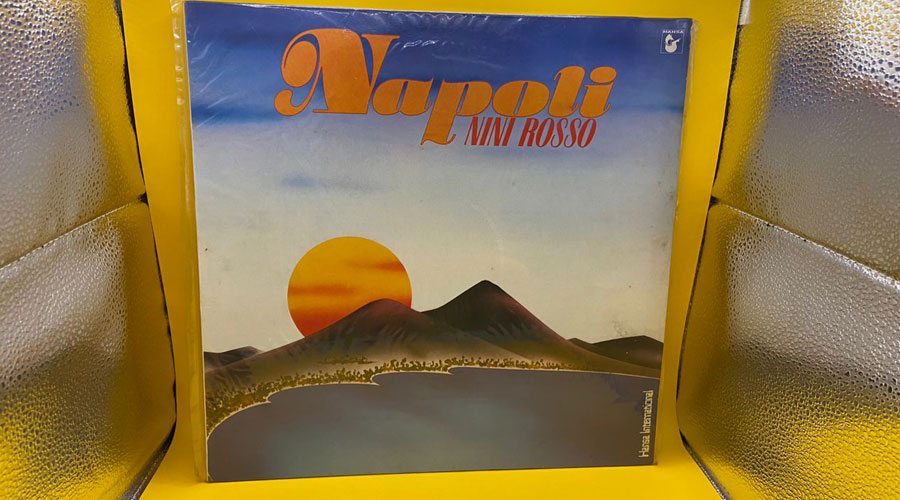 HANSA
Napoli
NINI ROSSO
Hansa International